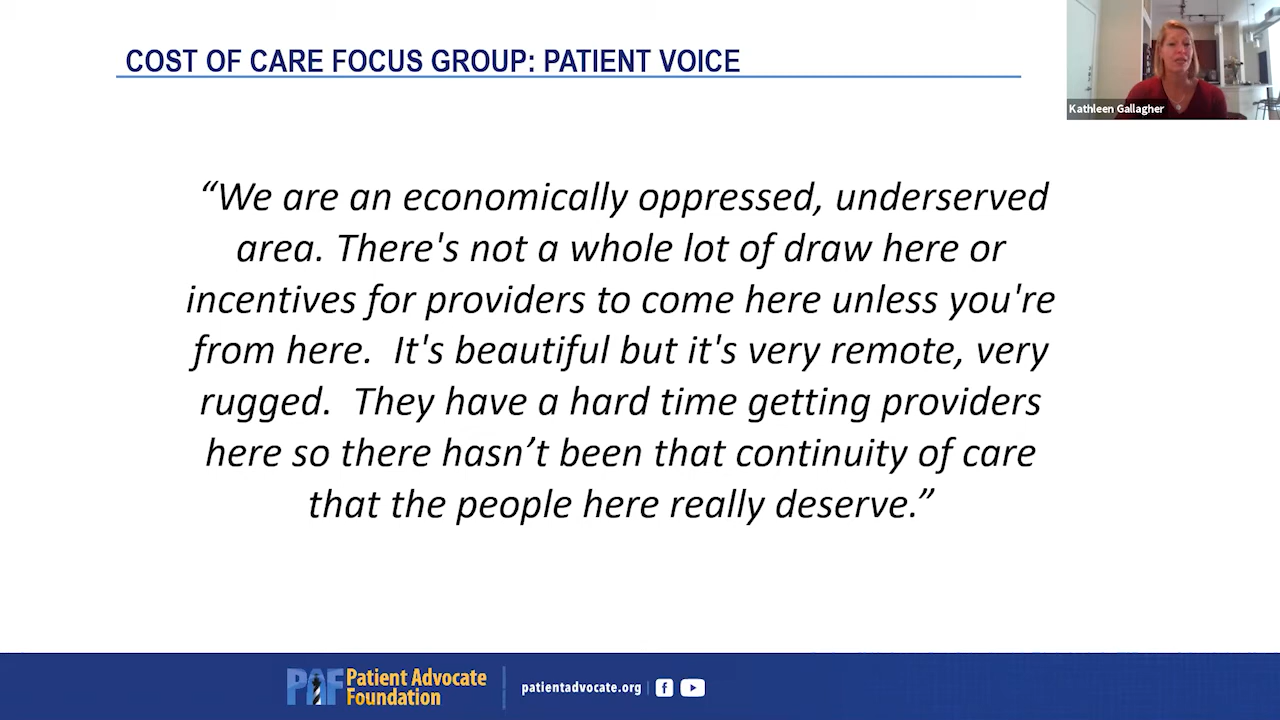 COST OF CARE FOCUS GROUP: PATIENT VOICE
Kathleen Gallagher
“We are an economically oppressed, underserved
area. There's not a whole lot of draw here or
incentives for providers to come here unless you're
from here.  It's beautiful but it's very remote, very
rugged.  They have a hard time getting providers
here so there hasn’t been that continuity of care
that the people here really deserve.”
PAF Patient Advocate
Foundation
patientadvocate.org